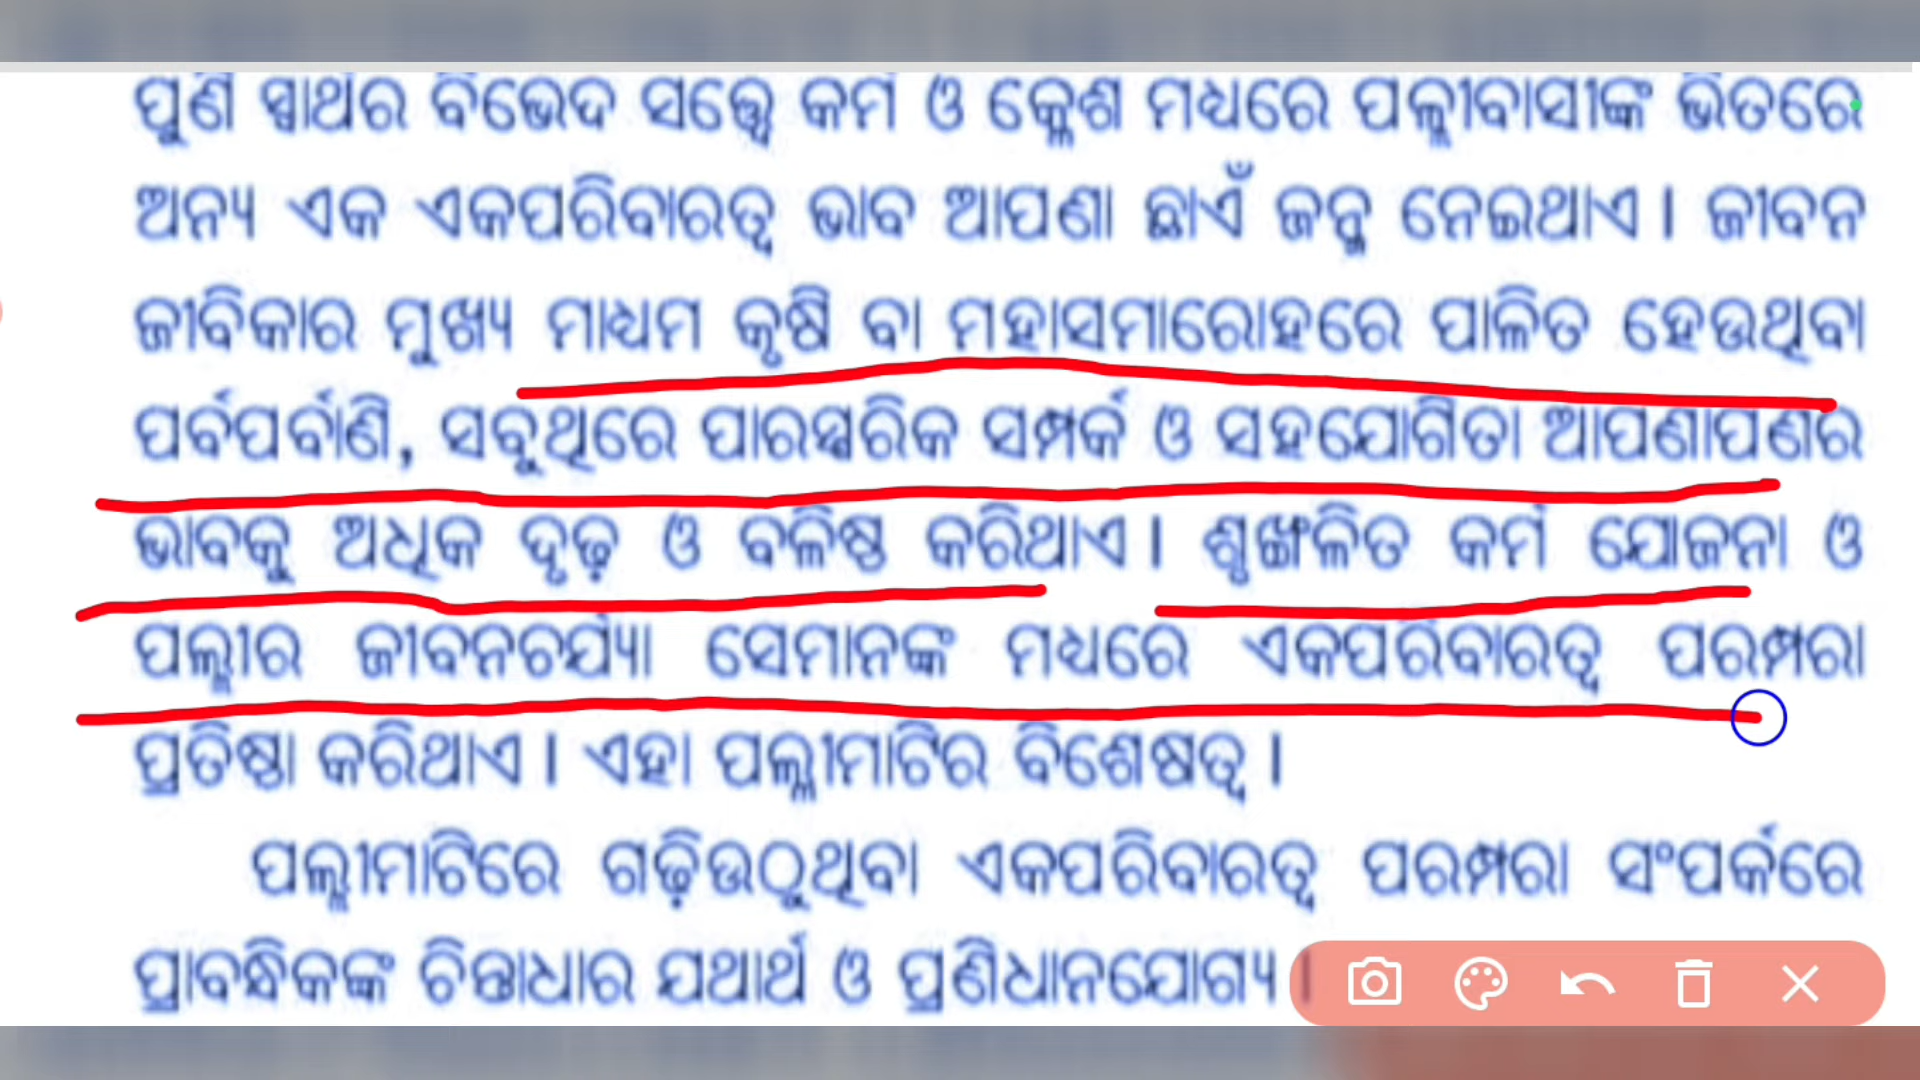 ପୁଣି ସ୍ୱାର୍ଥର ବିଭେଦ ସତ୍ତ୍ୱେ କର୍ମ ଓ କ୍ଳେଶ ମଧ୍ୟରେ ପଲ୍ଲୀବାସୀଙ୍କ ଭିତରେ
ଅନ୍ୟ ଏକ ଏକପରିବାରତ୍ୱ ଭାବ ଆପଣା ଛାଏଁ ଜନ୍ମ ନେଇଥାଏ । ଜୀବନ
ଜୀବିକାର ମୁଖ୍ୟ ମାଧ୍ୟମ କୃଷି ବା ମହାସମାରୋହରେ ପାଳିତ ହେଉଥିବା
ପର୍ବପର୍ବାଣି, ସବୁଥିରେ ପାରସ୍ପରିକ ସମ୍ପର୍କ ଓ ସହଯୋଗିତା ଆପଣାପଣର
ଭାବକୁ ଅଧିକ ଦୃଢ଼ ଓ ବଳିଷ୍ଠ କରିଥାଏ । ଶୃଙ୍ଖଳିତ କର୍ମ ଯୋଜନା ଓ
ପଲ୍ଲୀର ଜୀବନଚର୍ଯ୍ୟା ସେମାନଙ୍କ ମଧ୍ୟରେ ଏକପରିବାରତ୍ୱ ପରମ୍ପରା
ପ୍ରତିଷ୍ଠା କରିଥାଏ । ଏହା ପଲ୍ଲୀମାଟିର ବିଶେଷତ୍ୱ ।
ପଲ୍ଲୀମାଟିରେ ଗଢ଼ିଉଠୁଥିବା ଏକପରିବାରତ୍ୱ ପରମ୍ପରା ସଂପର୍କରେ
ପ୍ରାବନ୍ଧିକଙ୍କ ଚିନ୍ତାଧାର ଯଥାର୍ଥ ଓ ପ୍ରଣିଧାନଯୋଗ୍ୟ ।